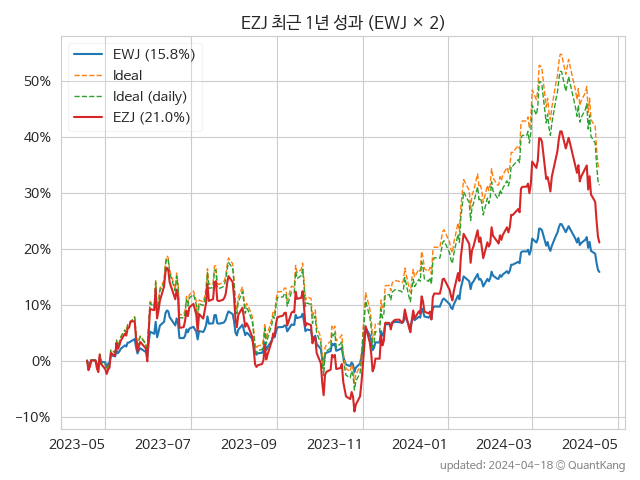 EZJ 최근 1년 성과 (EWJ × 2)
EWJ (15.8%)
Ideal
Ideal (daily)
EZJ (21.0%)
50%
40%
30%
20%
10%
0%
−10%
2023-05 2023-07 2023-09 2023-11 2024-01 2024-03 2024-05
updated: 2024-04-18 © QuantKang